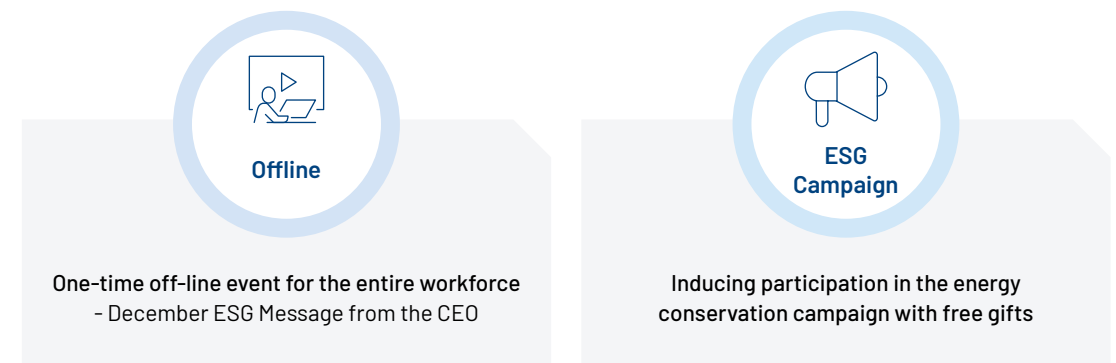 Offline
One-time off-line event for the entire workforce
- December ESG Message from the CEO
ESG
Campaign
Inducing participation in the energy
conservation campaign with free gifts